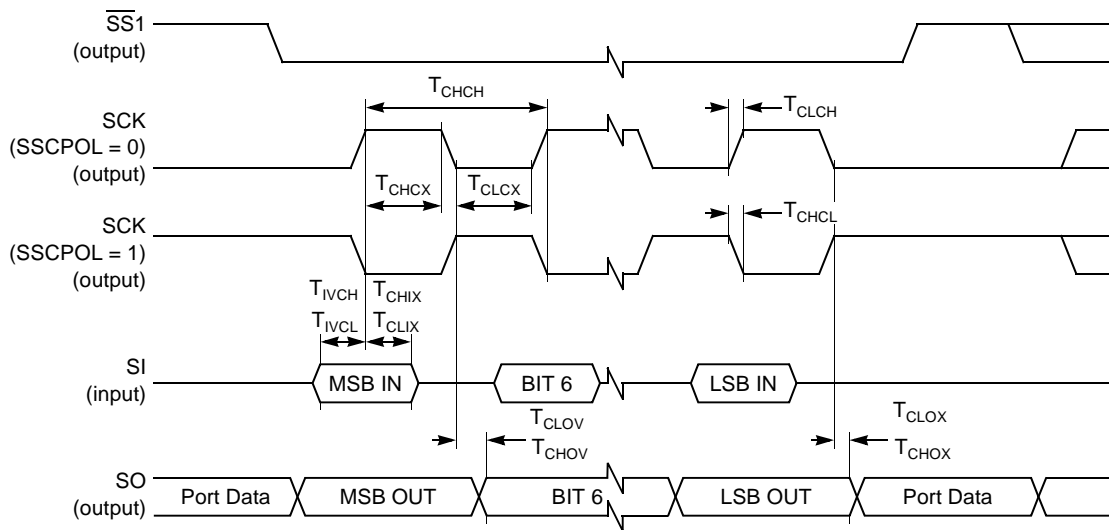 SS1
(output)
T_CHCH
T_CLCH
SCK
(SSCPOL = 0)
(output)
T_CHCX
T_CLCX
SCK
(SSCPOL = 1)
(output)
T_CHCL
T_IVCH
T_CHIX
T_IVCL
T_CLIX
SI
(input)
MSB IN
BIT 6
LSB IN
T_CLOV
T_CHOV
T_CLOX
T_CHOX
SO
(output)
Port Data
MSB OUT
BIT 6
LSB OUT
Port Data